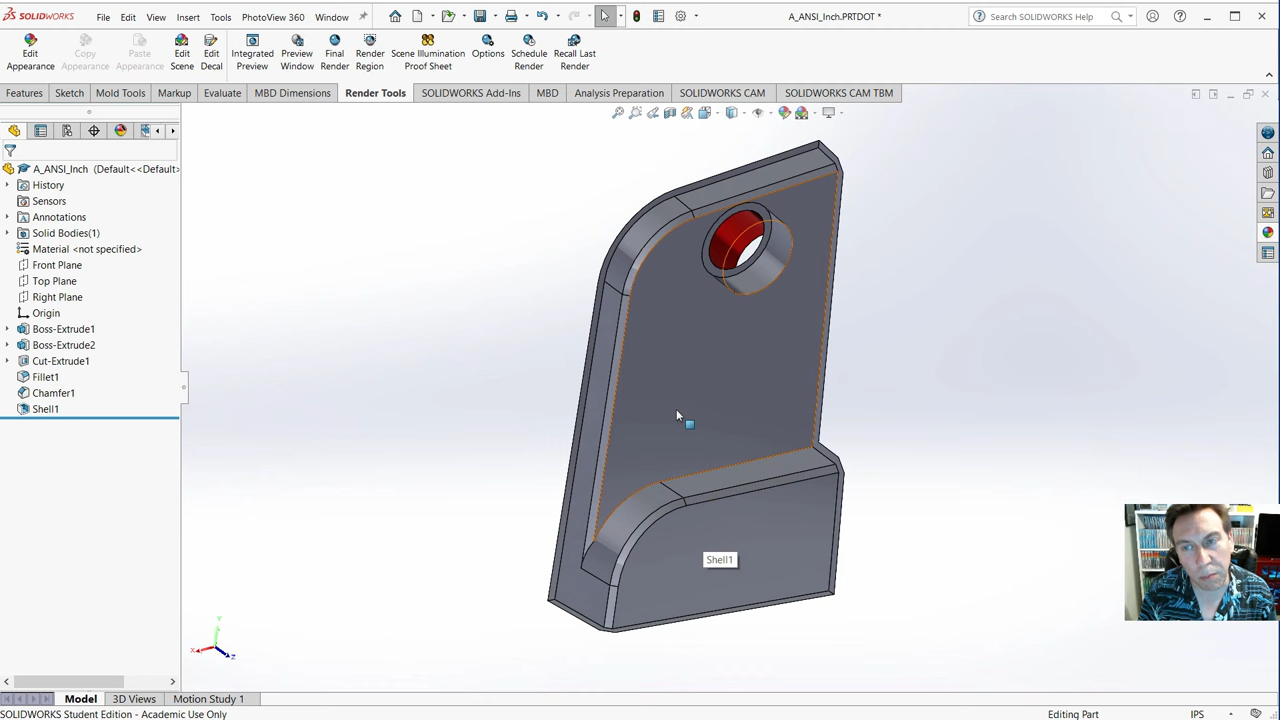 SOLIDWORKS
File Edit View Insert Tools PhotoView 360 Window
A_ANSI_Inch.PRTDOT *
Search SOLIDWORKS Help
Edit Appearance
Copy Appearance
Paste Appearance
Edit Scene
Edit Decal
Integrated Preview
Preview Window
Final Render
Render Region
Scene Illumination Proof Sheet
Options
Schedule Render
Recall Last Render
Features Sketch Mold Tools Markup Evaluate MBD Dimensions Render Tools SOLIDWORKS Add-Ins MBD Analysis Preparation SOLIDWORKS CAM SOLIDWORKS CAM TBM
A_ANSI_Inch (Default<<Default>
History
Sensors
Annotations
Solid Bodies(1)
Material <not specified>
Front Plane
Top Plane
Right Plane
Origin
Boss-Extrude1
Boss-Extrude2
Cut-Extrude1
Fillet1
Chamfer1
Shell1
Shell1
Y
X
Z
Model 3D Views Motion Study 1
SOLIDWORKS Student Edition - Academic Use Only
Editing Part
IPS